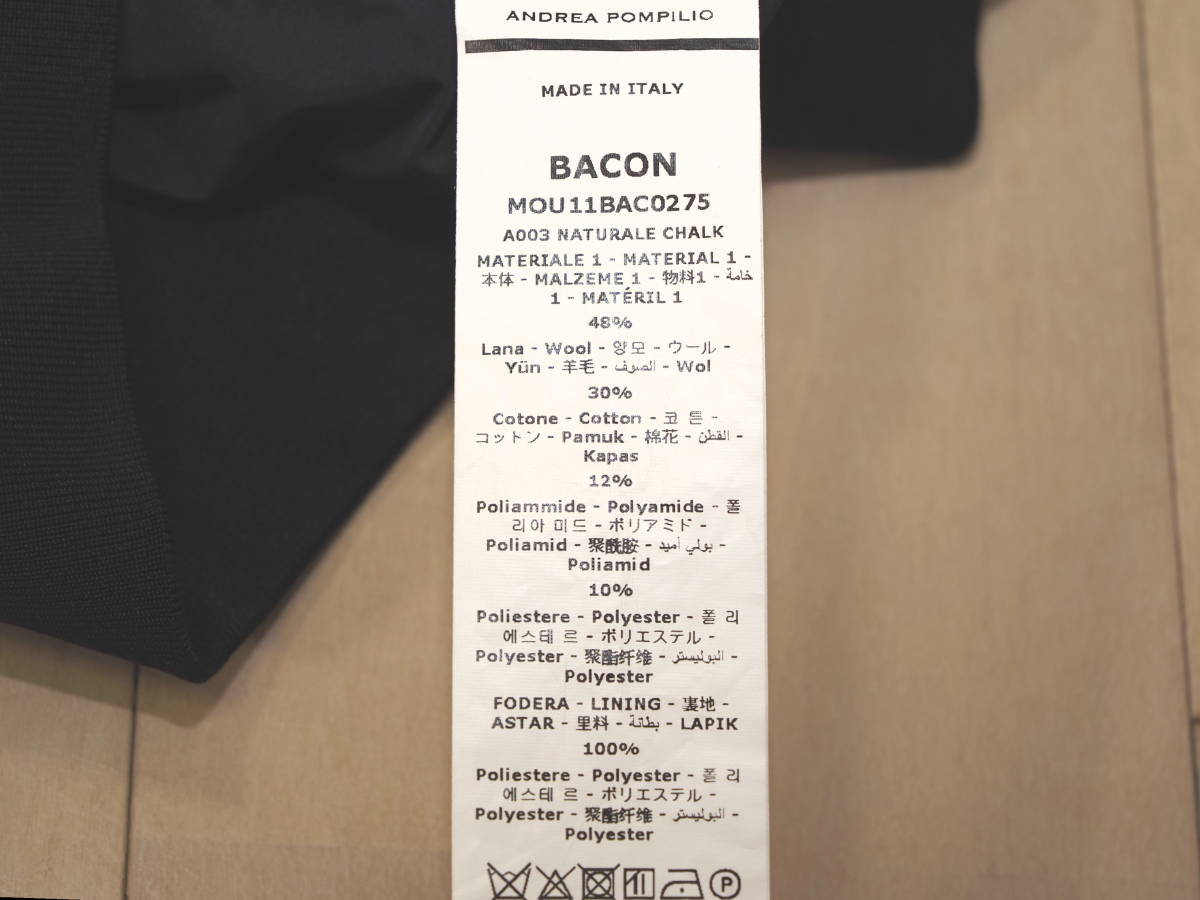 ANDREA POMPILIO
MADE IN ITALY
BACON
MOU11BAC0275
A003 NATURALE CHALK
MATERIALE 1 - MATERIAL 1 -
本体 - MALZEME 1 - 物料1 - خامة
1 - MATÉRIL 1
48%
Lana - Wool - 양모 - ウール -
Yün - 羊毛 - الصوف - Wol
30%
Cotone - Cotton - 코 튼 -
コットン - Pamuk - 棉花 - القطن -
Kapas
12%
Poliammide - Polyamide - 폴
리아 미드 - ポリアミド -
Poliamid - 聚酰胺 - بولي أميد -
Poliamid
10%
Poliestere - Polyester - 폴 리
에스테 르 - ポリエステル -
Polyester - 聚酯纤维 - البوليستر -
Polyester
FODERA - LINING - 裏地 -
ASTAR - 里料 - بطانة - LAPIK
100%
Poliestere - Polyester - 폴 리
에스테 르 - ポリエステル -
Polyester - 聚酯纤维 - البوليستر -
Polyester
P